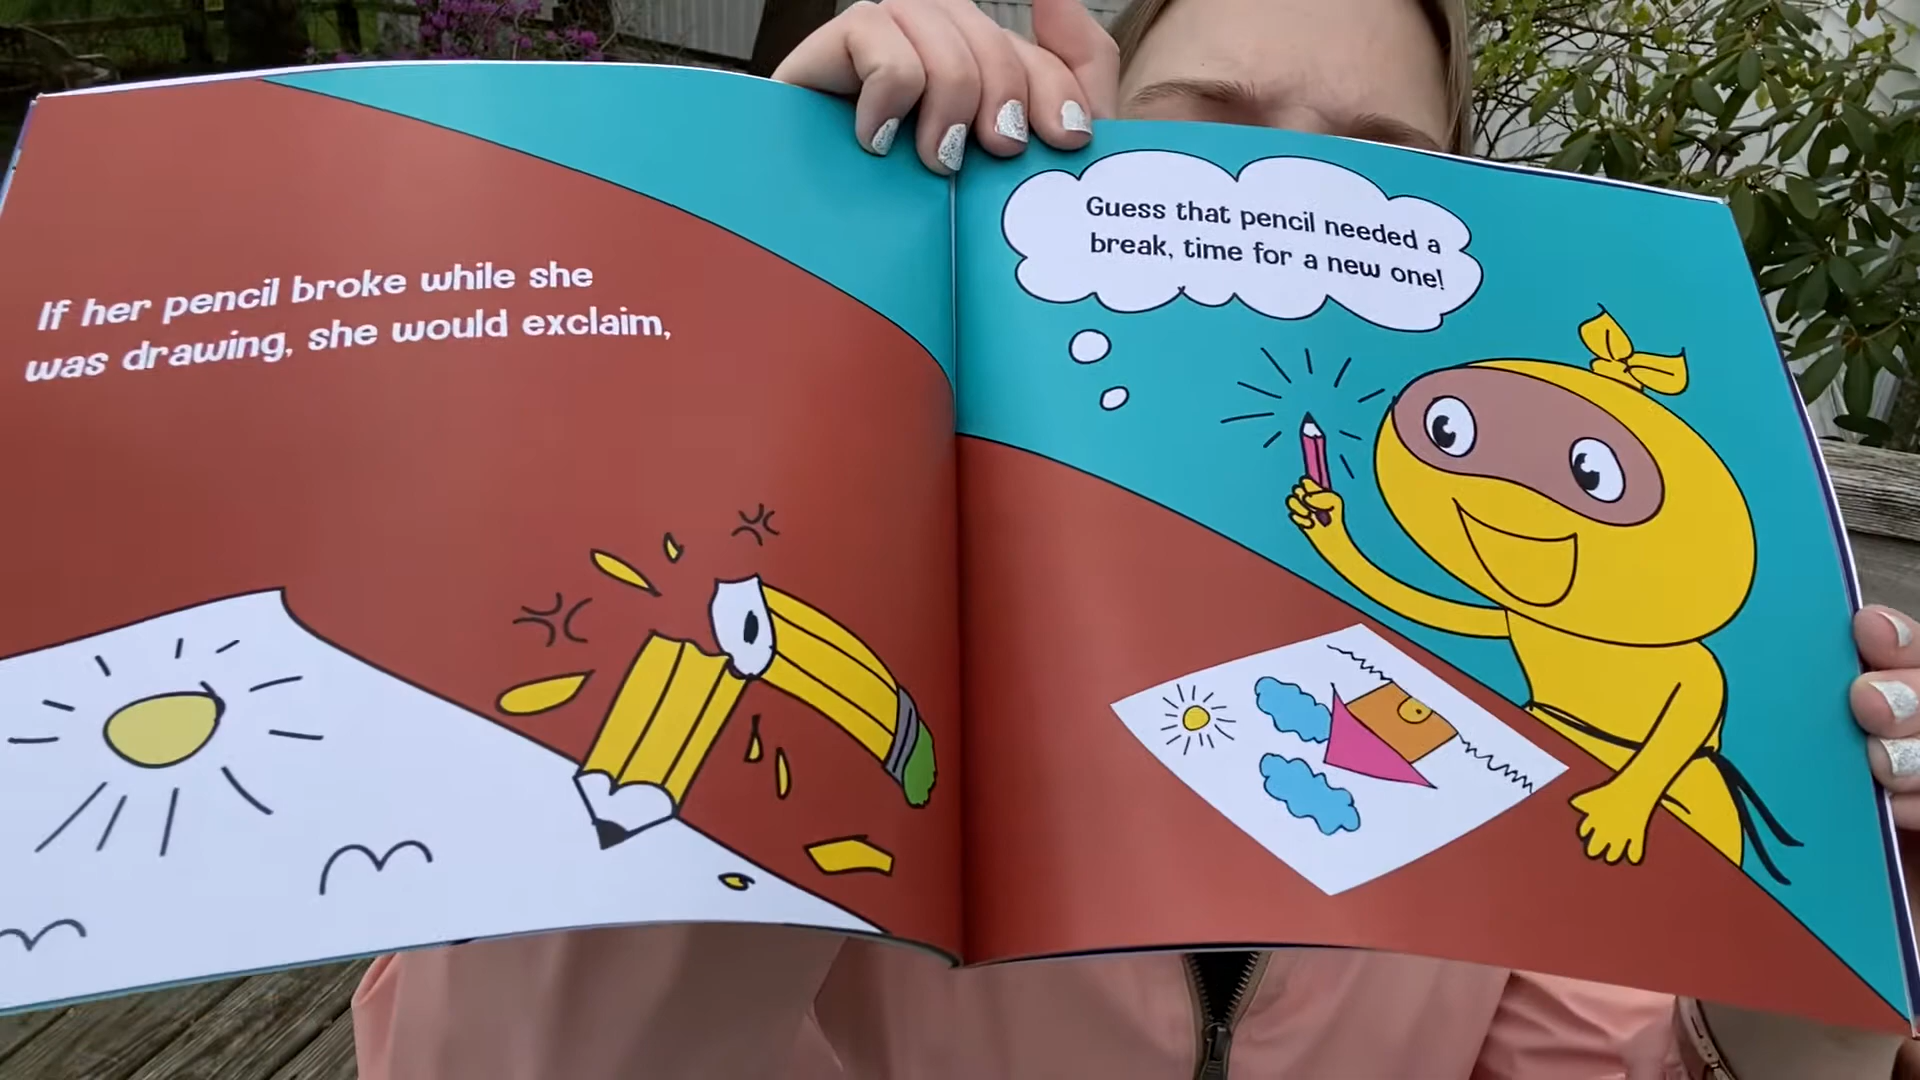 If her pencil broke while she
was drawing, she would exclaim,
Guess that pencil needed a
break, time for a new one!